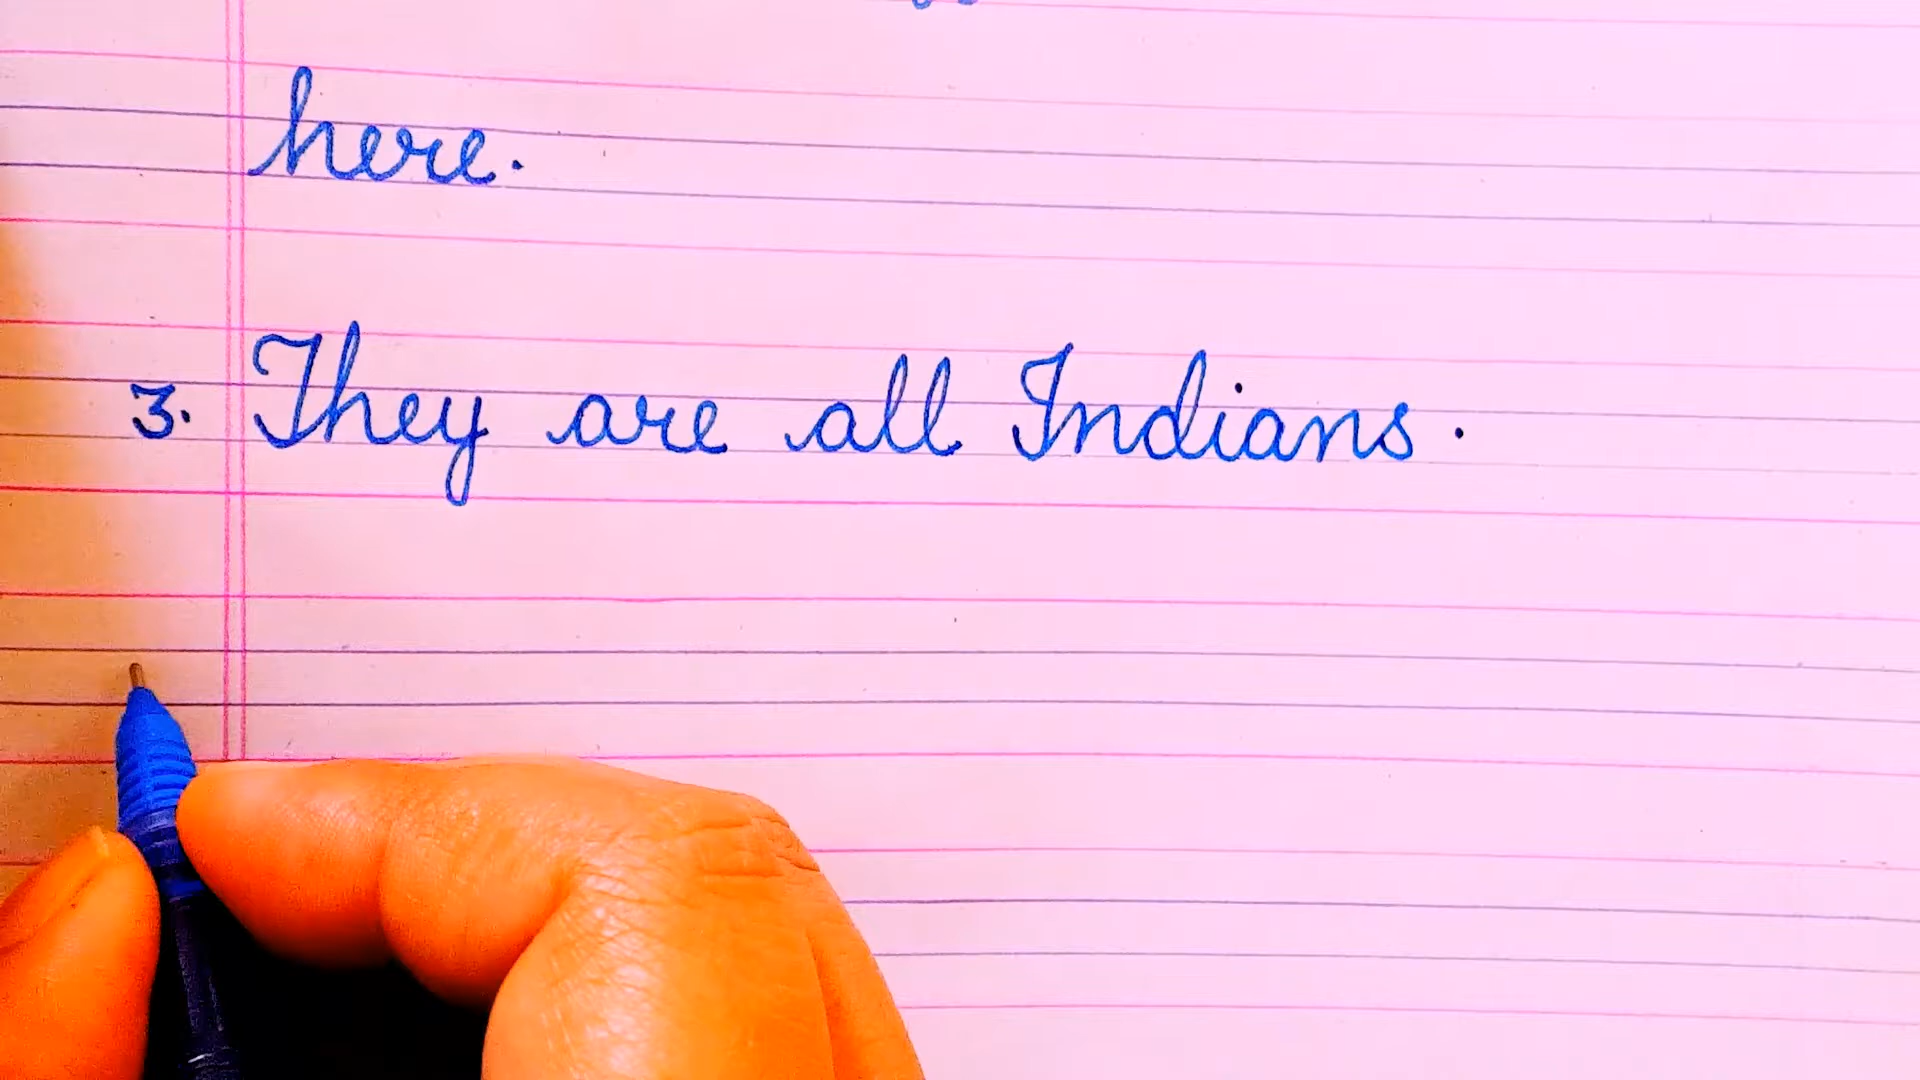 here.
3. They are all Indians.